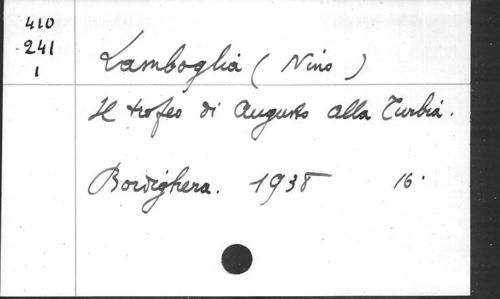 410
241
1
Lamboglia (Nino)
Il trofeo di Augusto alla Turbia.
Bordighera. 1938 16°